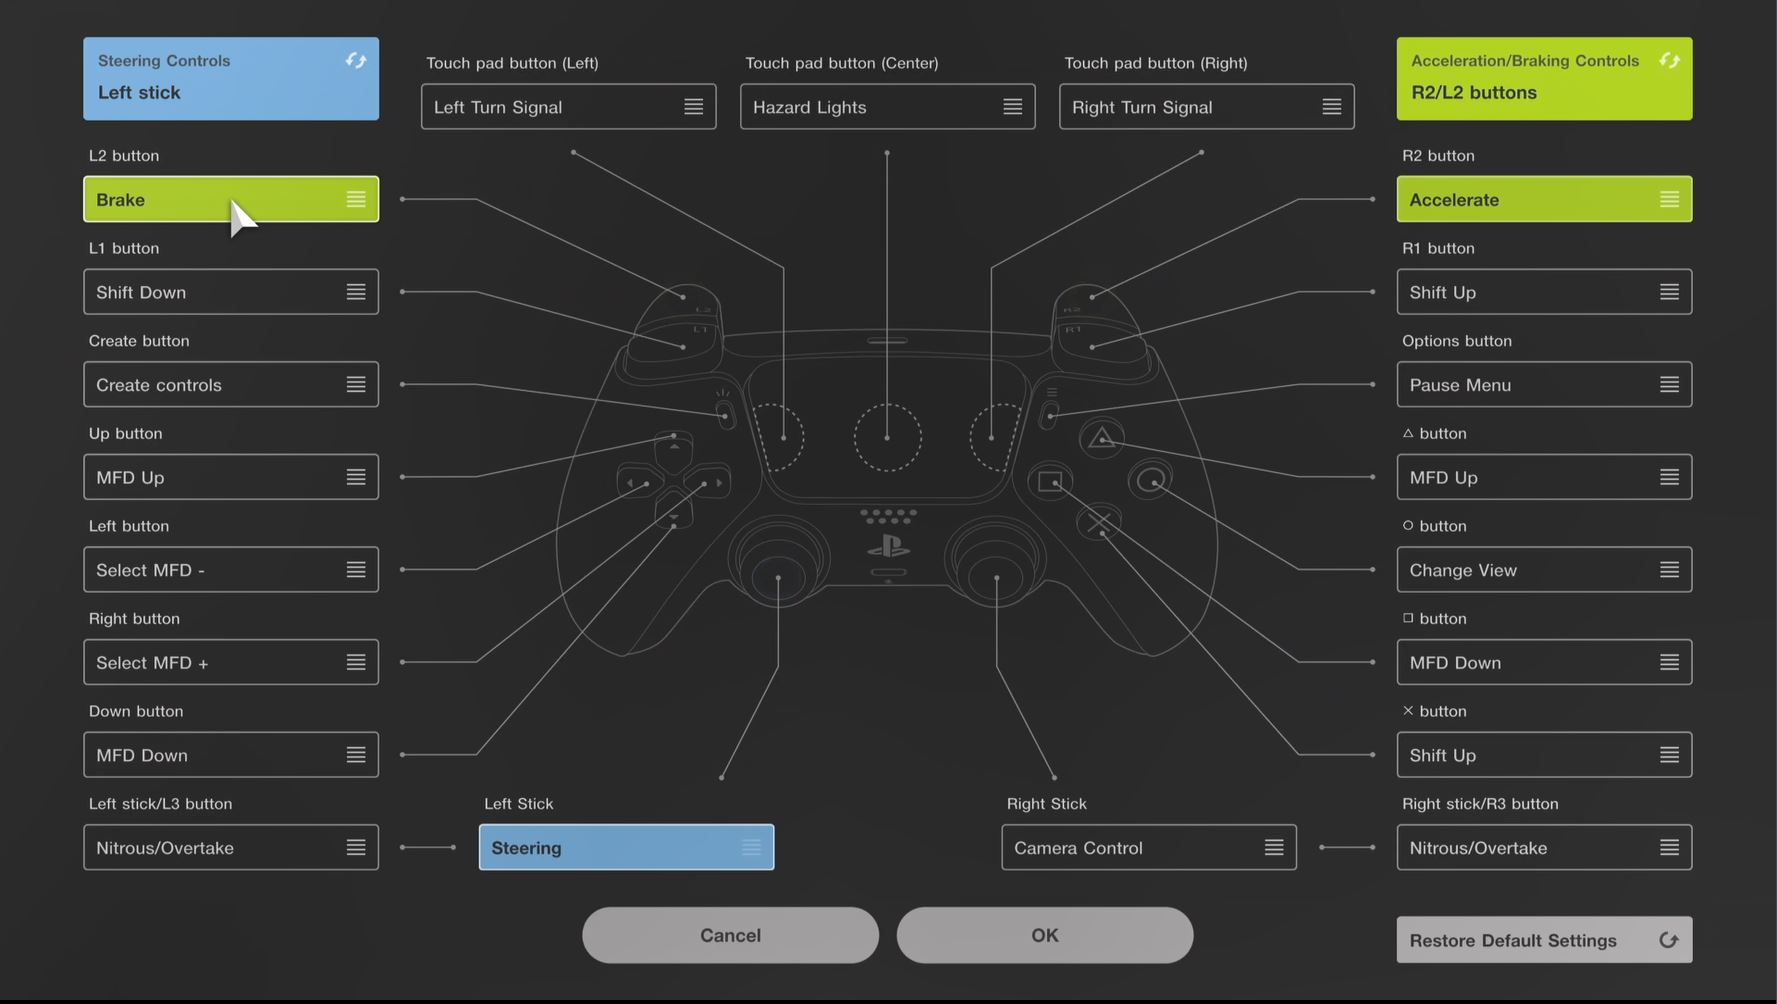 Steering Controls
Left stick
Touch pad button (Left)
Left Turn Signal
Touch pad button (Center)
Hazard Lights
Touch pad button (Right)
Right Turn Signal
Acceleration/Braking Controls
R2/L2 buttons
L2 button
Brake
L1 button
Shift Down
Create button
Create controls
Up button
MFD Up
Left button
Select MFD -
Right button
Select MFD +
Down button
MFD Down
Left stick/L3 button
Nitrous/Overtake
L2
L1
R2
R1
Left Stick
Steering
Right Stick
Camera Control
R2 button
Accelerate
R1 button
Shift Up
Options button
Pause Menu
△ button
MFD Up
○ button
Change View
□ button
MFD Down
× button
Shift Up
Right stick/R3 button
Nitrous/Overtake
Cancel
OK
Restore Default Settings